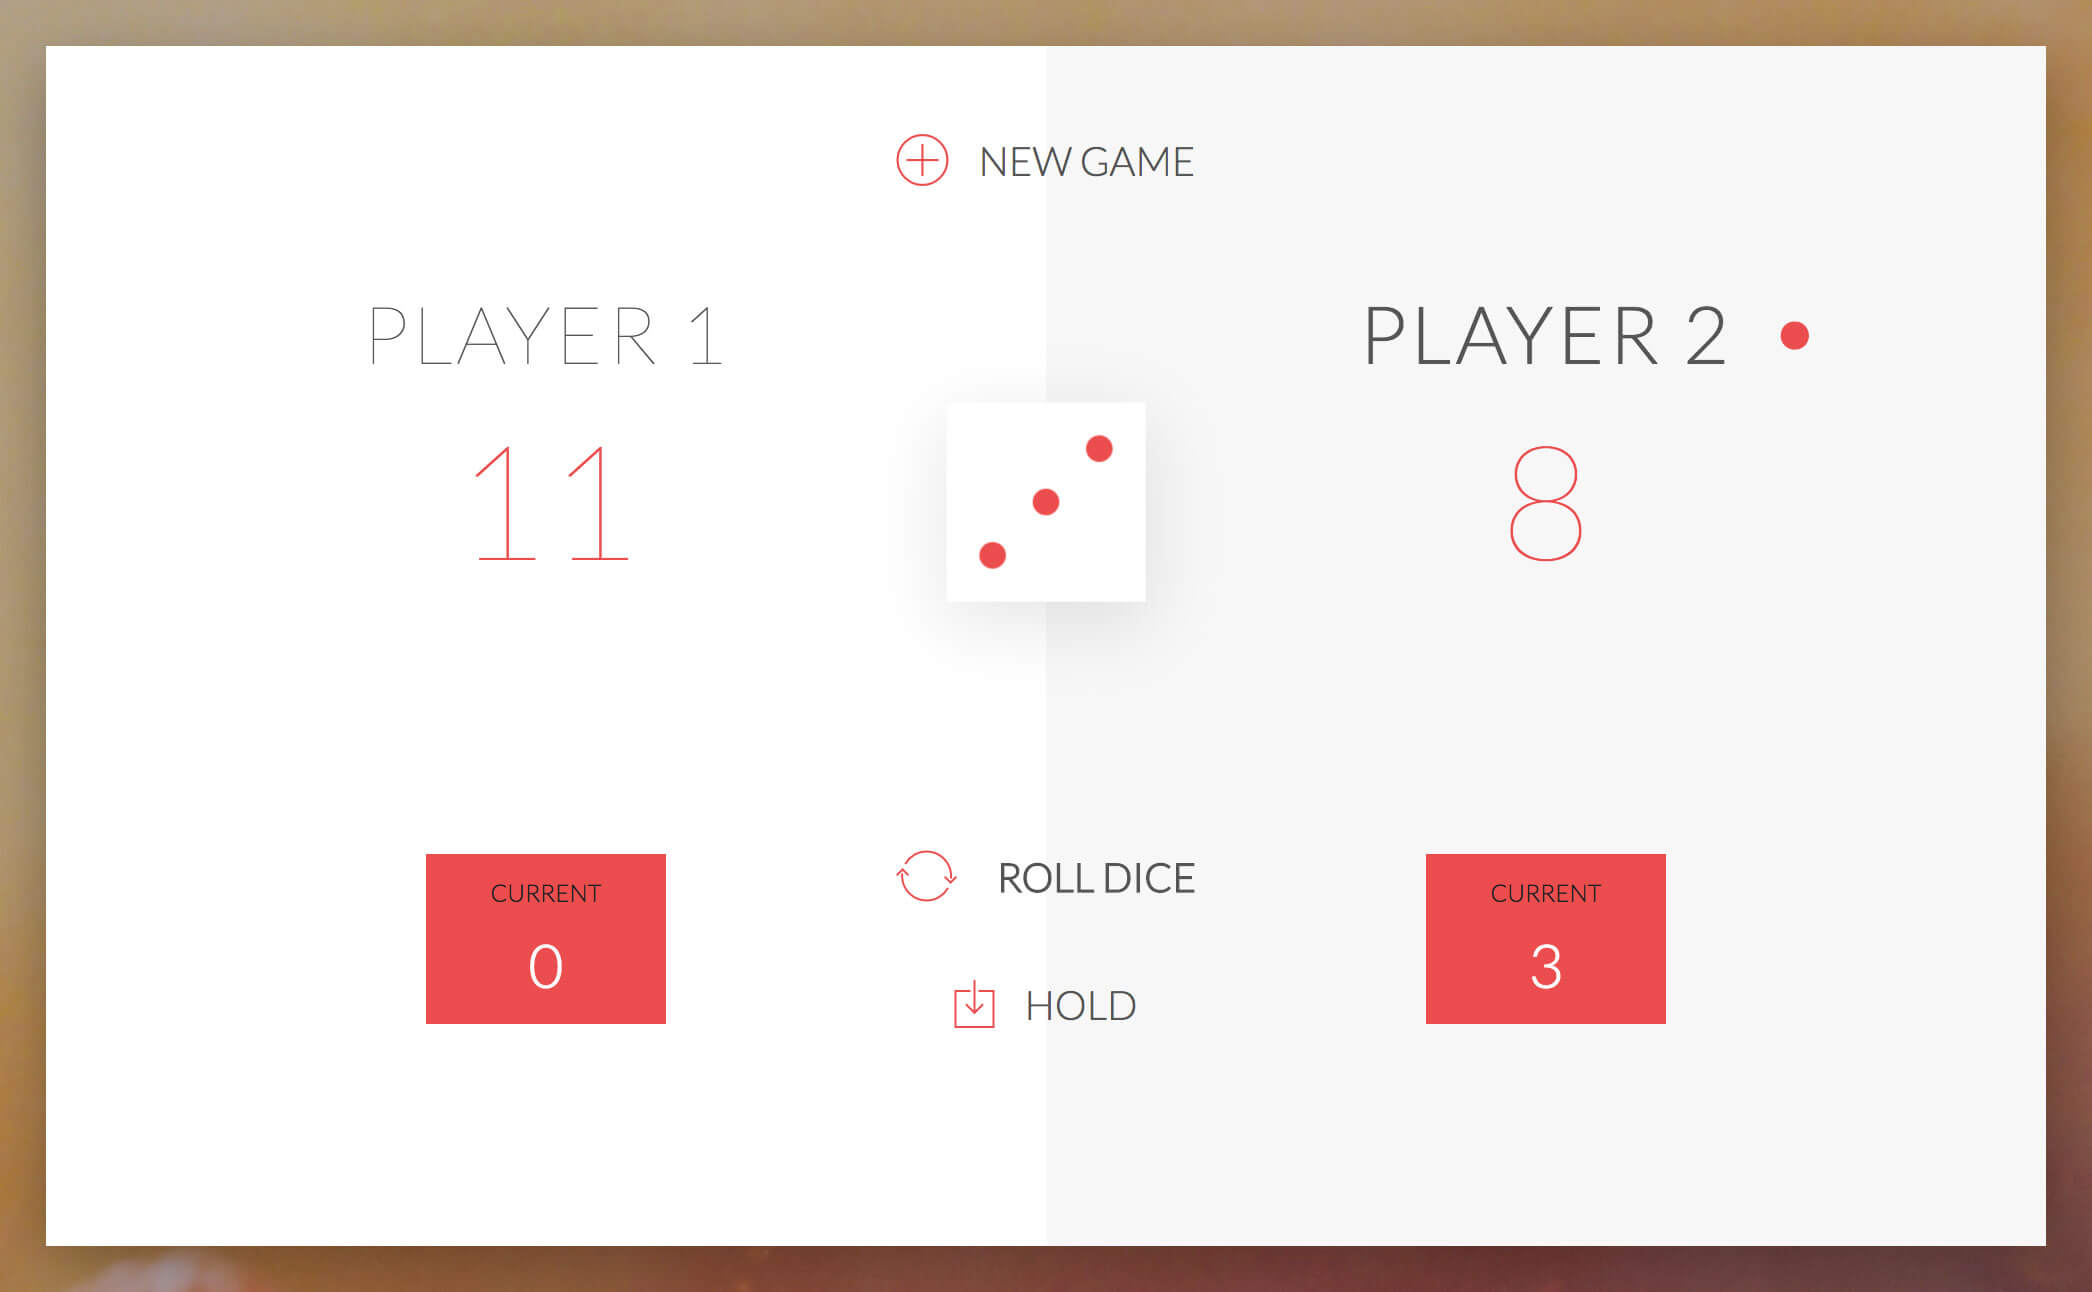 NEW GAME
PLAYER 1
11
PLAYER 2
8
CURRENT
0
ROLL DICE
HOLD
CURRENT
3